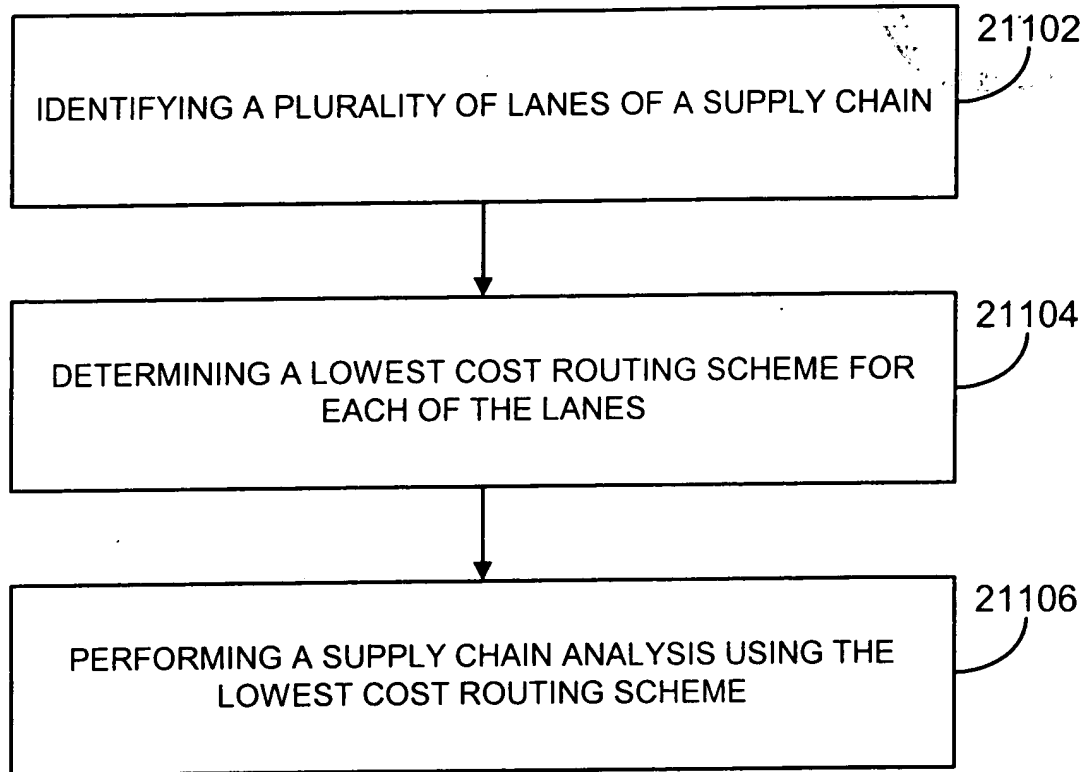 21102
IDENTIFYING A PLURALITY OF LANES OF A SUPPLY CHAIN
21104
DETERMINING A LOWEST COST ROUTING SCHEME FOR
EACH OF THE LANES
21106
PERFORMING A SUPPLY CHAIN ANALYSIS USING THE
LOWEST COST ROUTING SCHEME